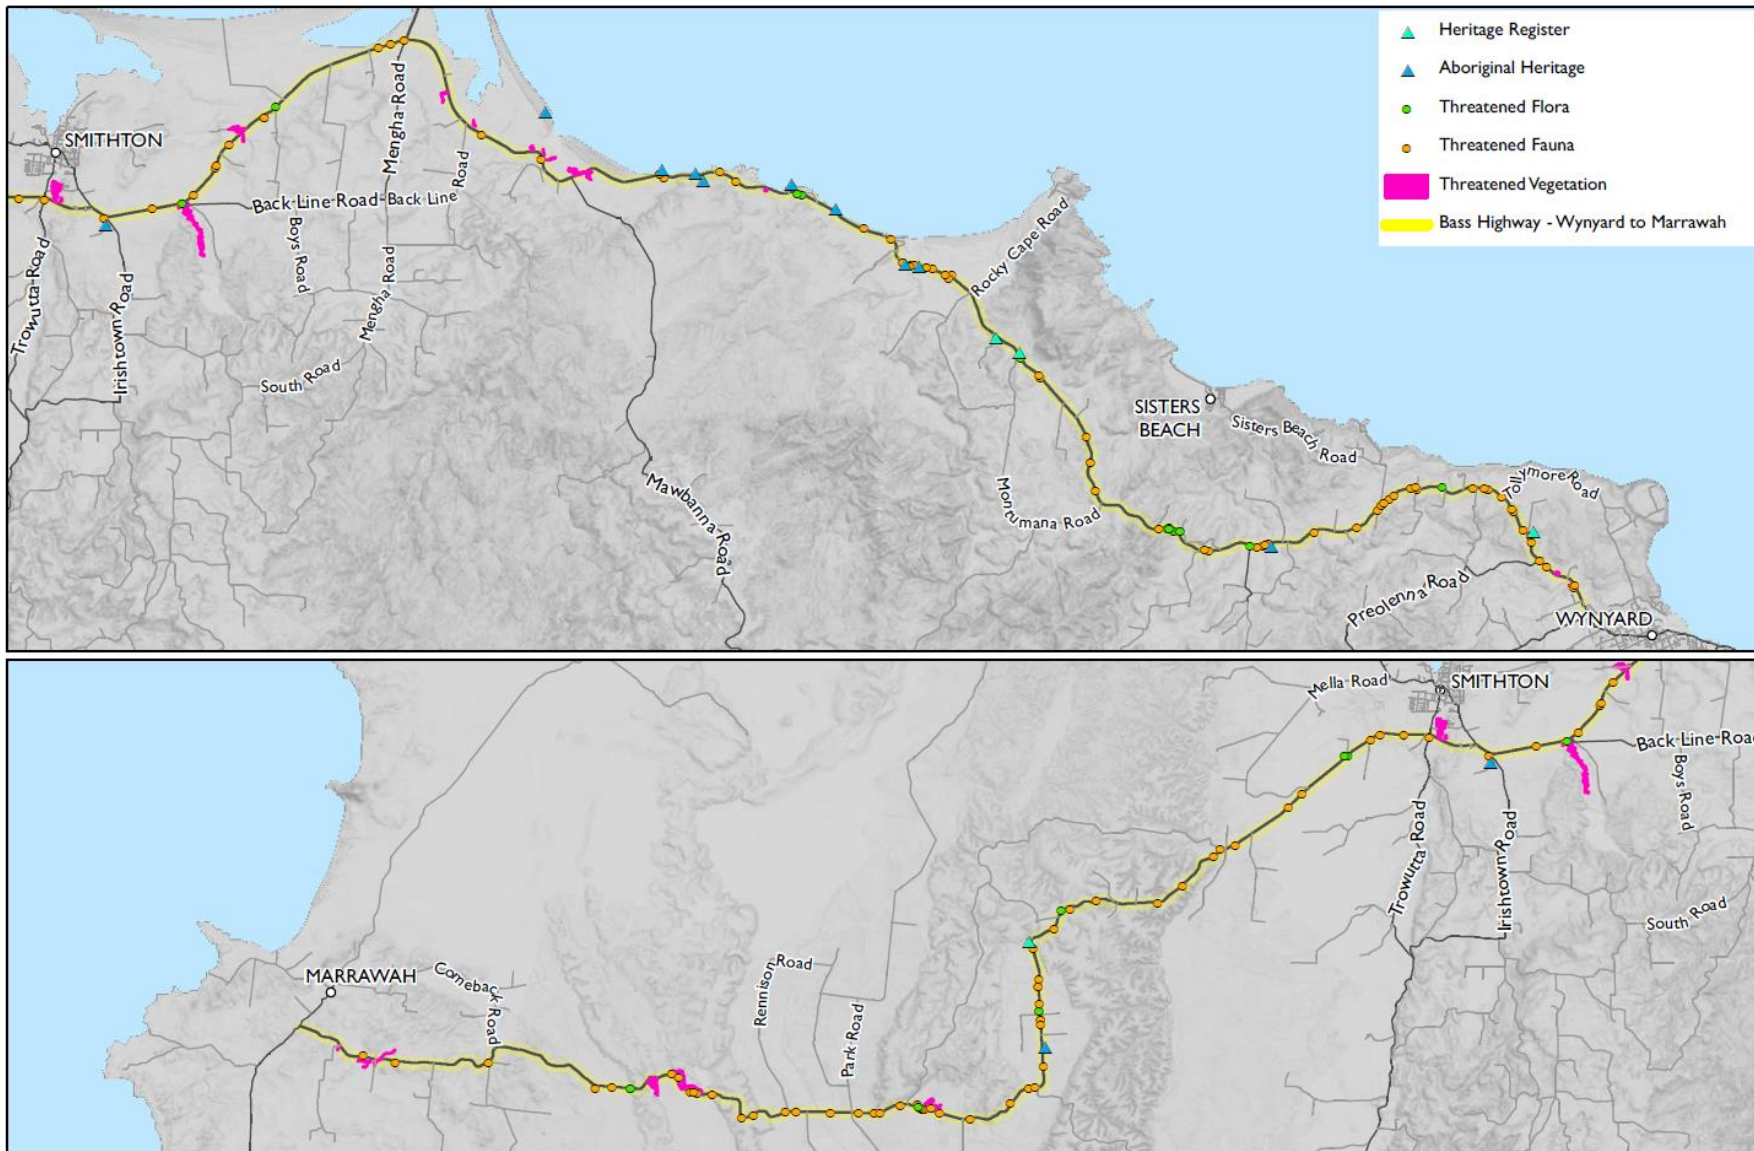 Heritage Register
Aboriginal Heritage
Threatened Flora
Threatened Fauna
Threatened Vegetation
Bass Highway - Wynyard to Marrawah
SMITHTON
Mengha Road
Back Line Road
Back Line Road
Boys Road
Mengha Road
Trowutta Road
Irishtown Road
South Road
Rocky Cape Road
SISTERS
BEACH
Sisters Beach Road
Mawbanna Road
Montumana Road
Tollymore Road
Preolenna Road
WYNYARD
Mella Road
SMITHTON
Back Line Road
Boys Road
Trowutta Road
Irishtown Road
South Road
MARRAWAH
Comeback Road
Rennison Road
Park Road